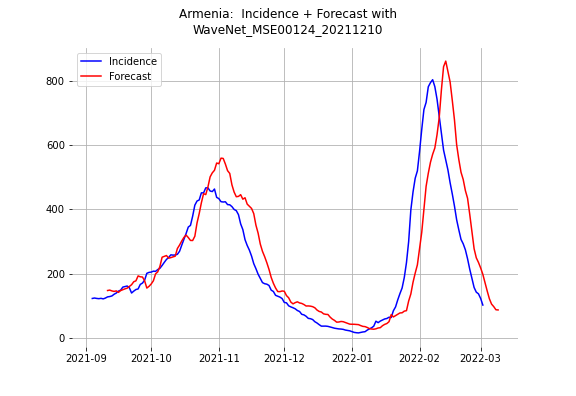 Armenia:  Incidence + Forecast with
WaveNet_MSE00124_20211210
Incidence
Forecast
800
600
400
200
0
2021-09 2021-10 2021-11 2021-12 2022-01 2022-02 2022-03